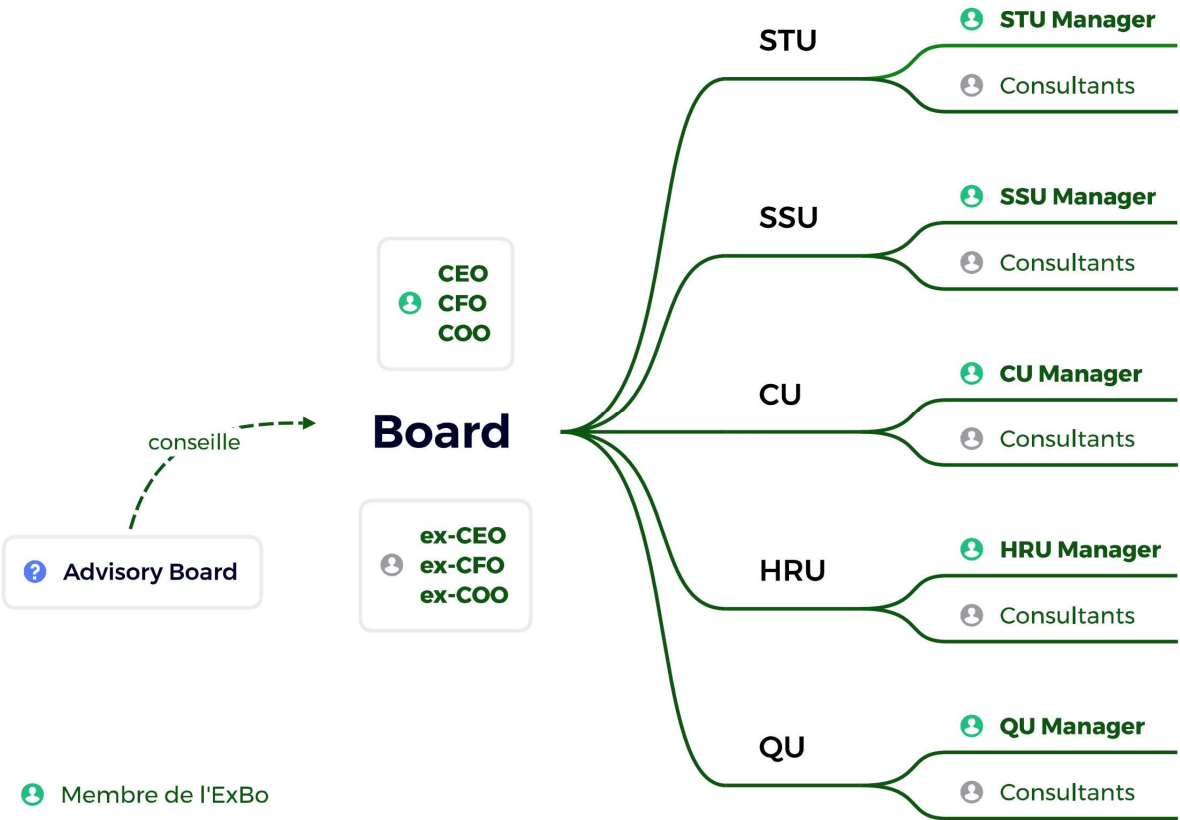 STU
STU Manager
Consultants
SSU
SSU Manager
Consultants
CEO
CFO
COO
CU
CU Manager
Consultants
Board
conseille
ex-CEO
ex-CFO
ex-COO
Advisory Board
HRU
HRU Manager
Consultants
QU
QU Manager
Consultants
Membre de l'ExBo